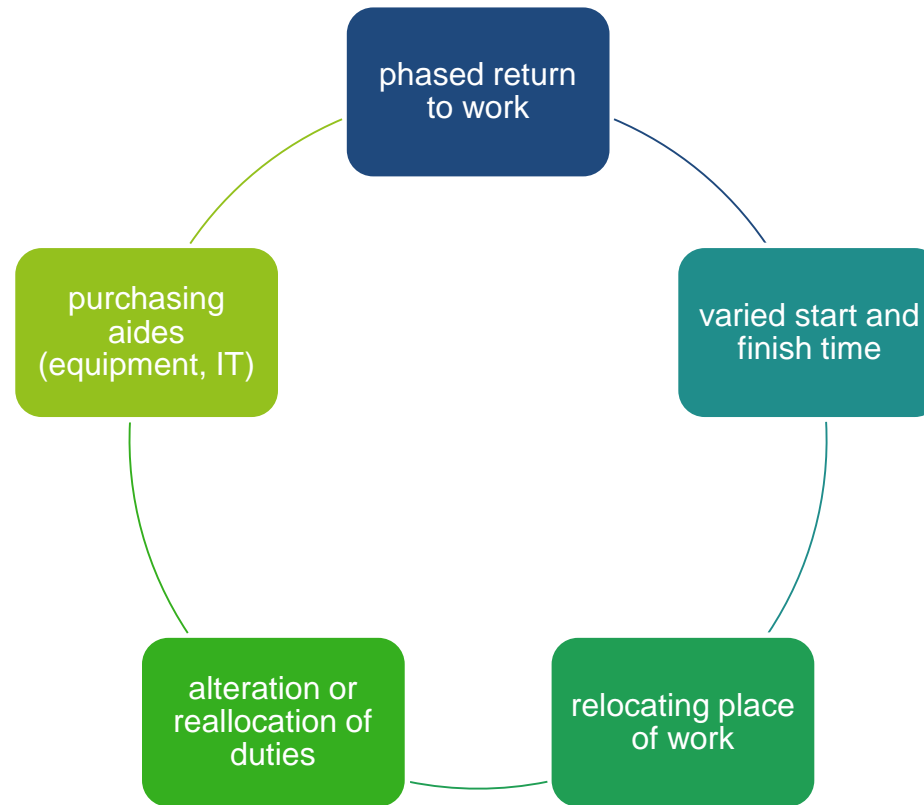 phased return
to work
varied start and
finish time
relocating place
of work
alteration or
reallocation of
duties
purchasing
aides
(equipment, IT)